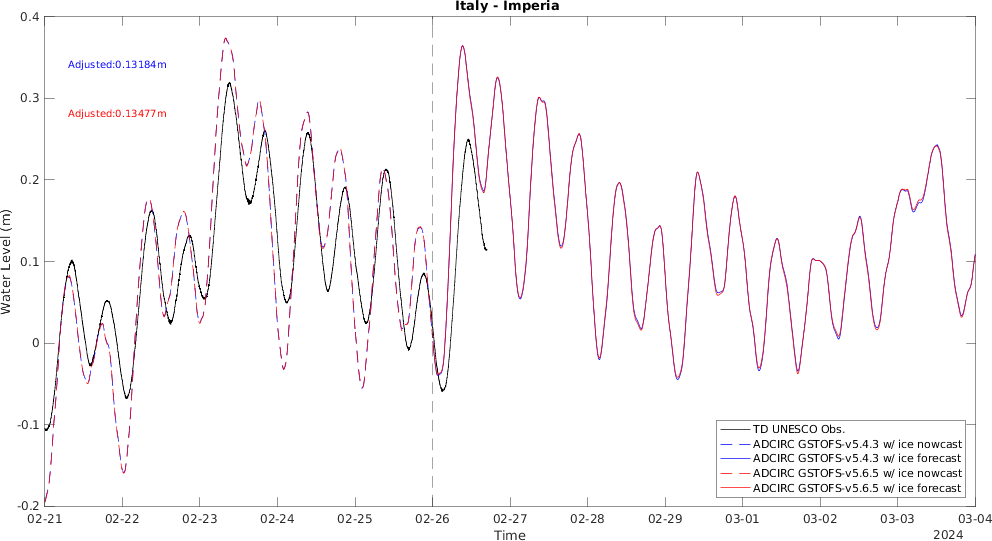 Italy - Imperia
Adjusted:0.13184m
Adjusted:0.13477m
Water Level (m)
0.4
0.3
0.2
0.1
0
-0.1
-0.2
TD UNESCO Obs.
ADCIRC GSTOFS-v5.4.3 w/ ice nowcast
ADCIRC GSTOFS-v5.4.3 w/ ice forecast
ADCIRC GSTOFS-v5.6.5 w/ ice nowcast
ADCIRC GSTOFS-v5.6.5 w/ ice forecast
02-21 02-22 02-23 02-24 02-25 02-26 02-27 02-28 02-29 03-01 03-02 03-03 03-04
Time
2024